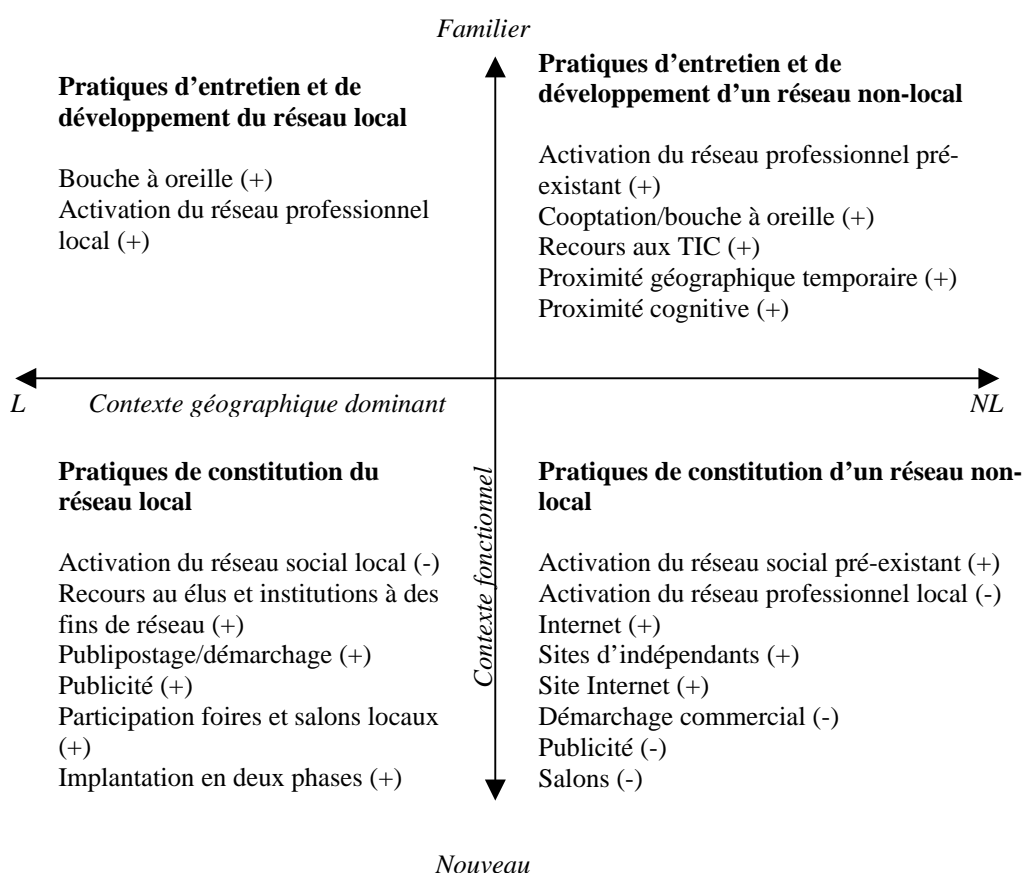 Familier
Pratiques d'entretien et de
développement du réseau local
Bouche à oreille (+)
Activation du réseau professionnel
local (+)
Pratiques d'entretien et de
développement d'un réseau non-local
Activation du réseau professionnel pré-
existant (+)
Cooptation/bouche à oreille (+)
Recours aux TIC (+)
Proximité géographique temporaire (+)
Proximité cognitive (+)
L
Contexte géographique dominant
NL
Pratiques de constitution du
réseau local
Activation du réseau social local (-)
Recours au élus et institutions à des
fins de réseau (+)
Publipostage/démarchage (+)
Publicité (+)
Participation foires et salons locaux
(+)
Implantation en deux phases (+)
Contexte fonctionnel
Pratiques de constitution d'un réseau non-
local
Activation du réseau social pré-existant (+)
Activation du réseau professionnel local (-)
Internet (+)
Sites d'indépendants (+)
Site Internet (+)
Démarchage commercial (-)
Publicité (-)
Salons (-)
Nouveau